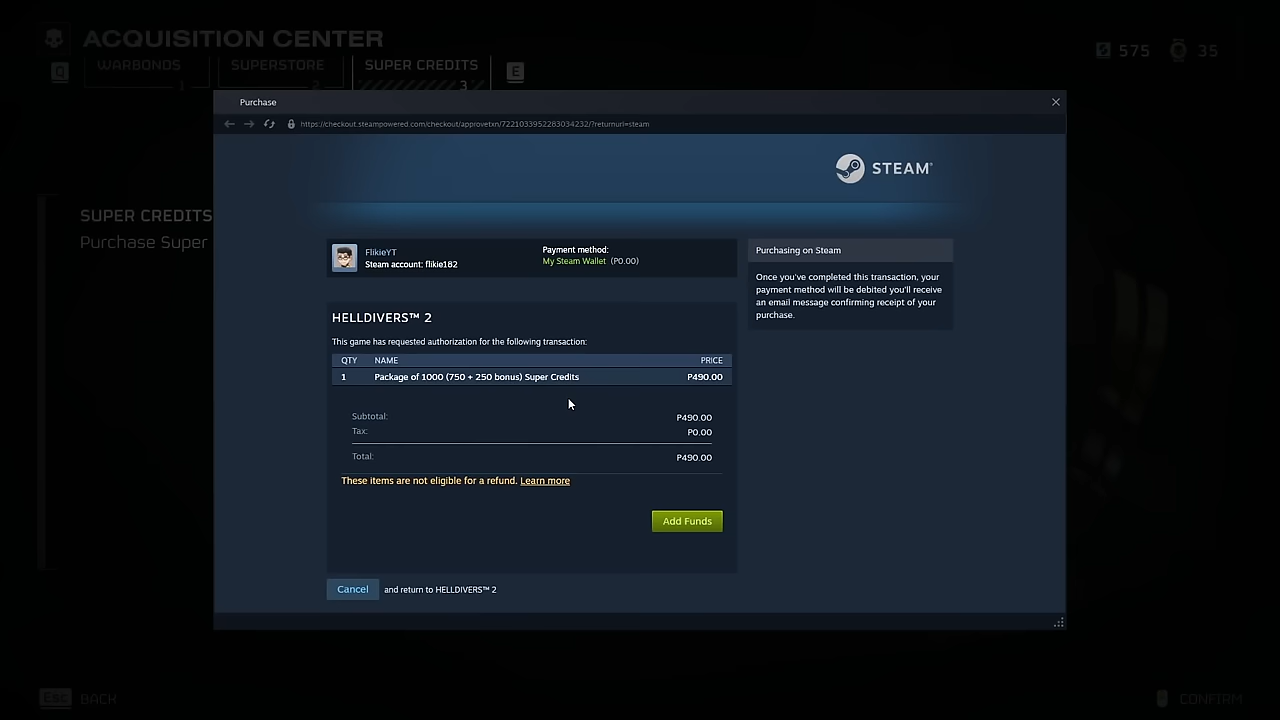 ACQUISITION CENTER
575 35
Q WARBONDS SUPERSTORE SUPER CREDITS E
1 2 3
Purchase
https://checkout.steampowered.com/checkout/approvetxn/7221033952283034232/?returnurl=steam
STEAM®
SUPER CREDITS
Purchase Super
FlikieYT
Steam account: flikie182
Payment method:
My Steam Wallet (P0.00)
Purchasing on Steam
Once you've completed this transaction, your
payment method will be debited you'll receive
an email message confirming receipt of your
purchase.
HELLDIVERS™ 2
This game has requested authorization for the following transaction:
QTY NAME PRICE
1 Package of 1000 (750 + 250 bonus) Super Credits P490.00
Subtotal: P490.00
Tax: P0.00
Total: P490.00
These items are not eligible for a refund. Learn more
Add Funds
Cancel and return to HELLDIVERS™ 2
Esc BACK
CONFIRM